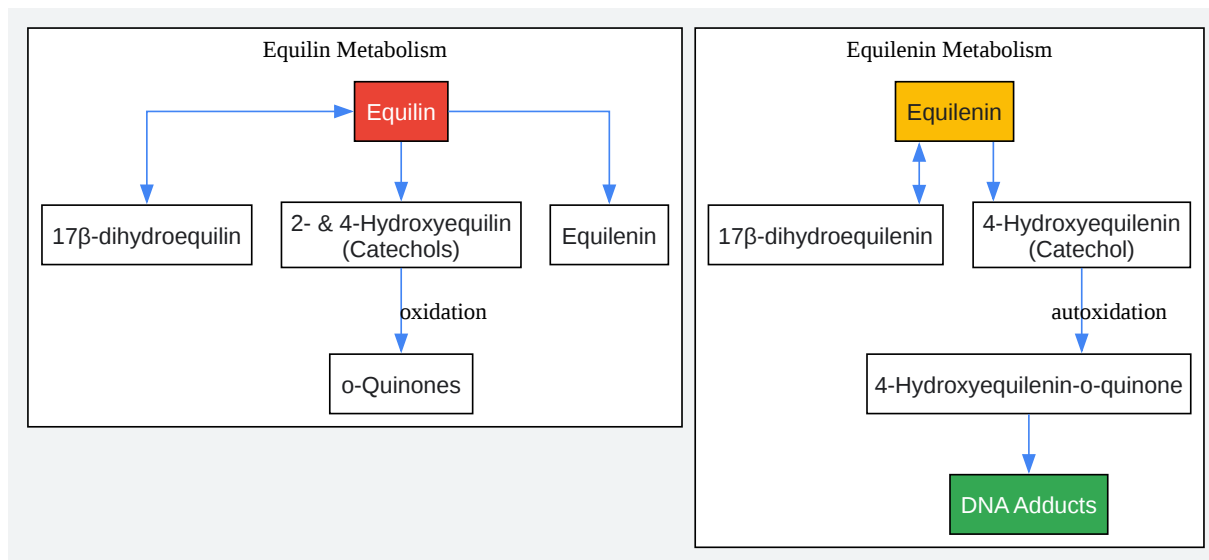 Equilin Metabolism
Equilin
17β-dihydroequilin
2- & 4-Hydroxyequilin
(Catechols)
Equilenin
oxidation
o-Quinones
Equilenin Metabolism
Equilenin
17β-dihydroequilenin
4-Hydroxyequilenin
(Catechol)
autoxidation
4-Hydroxyequilenin-o-quinone
DNA Adducts